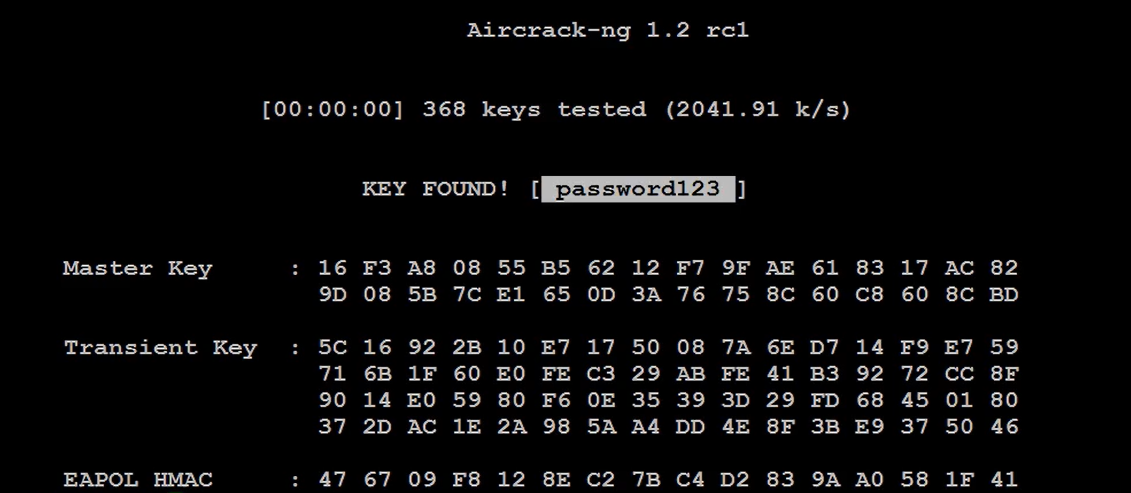 Aircrack-ng 1.2 rc1
[00:00:00] 368 keys tested (2041.91 k/s)
KEY FOUND! [ password123 ]
Master Key : 16 F3 A8 08 55 B5 62 12 F7 9F AE 61 83 17 AC 82
9D 08 5B 7C E1 65 0D 3A 76 75 8C 60 C8 60 8C BD
Transient Key : 5C 16 92 2B 10 E7 17 50 08 7A 6E D7 14 F9 E7 59
71 6B 1F 60 E0 FE C3 29 AB FE 41 B3 92 72 CC 8F
90 14 E0 59 80 F6 0E 35 39 3D 29 FD 68 45 01 80
37 2D AC 1E 2A 98 5A A4 DD 4E 8F 3B E9 37 50 46
EAPOL HMAC : 47 67 09 F8 12 8E C2 7B C4 D2 83 9A A0 58 1F 41